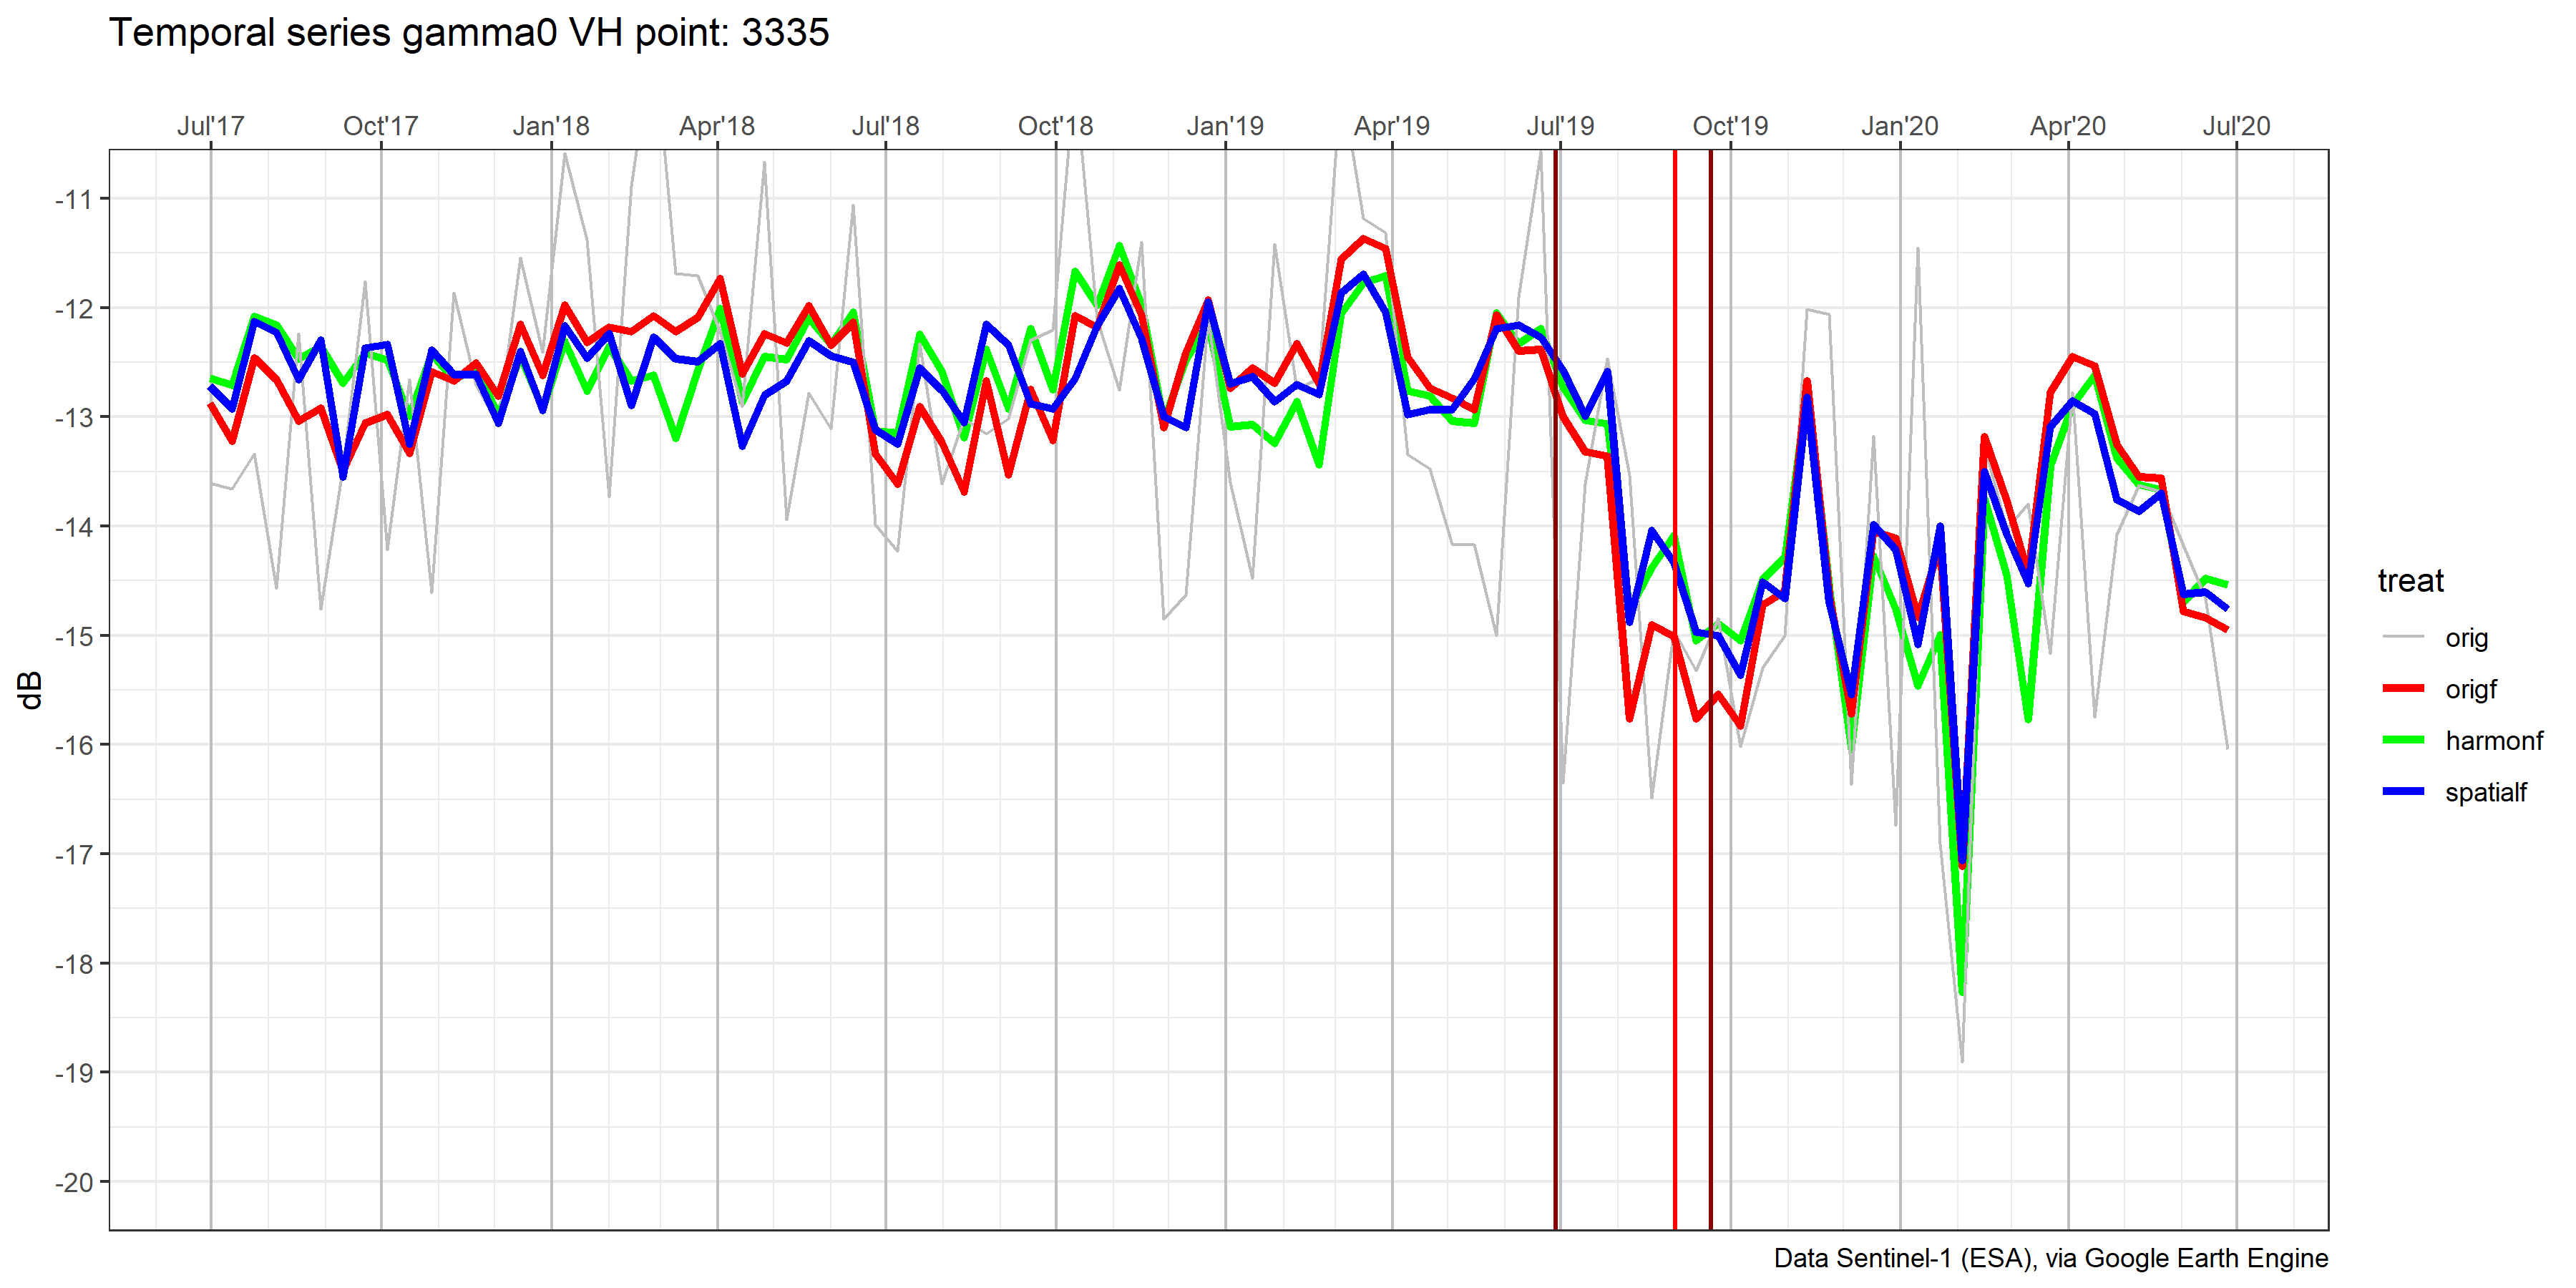 Temporal series gamma0 VH point: 3335
Jul'17 Oct'17 Jan'18 Apr'18 Jul'18 Oct'18 Jan'19 Apr'19 Jul'19 Oct'19 Jan'20 Apr'20 Jul'20
-11
-12
-13
-14
-15
-16
-17
-18
-19
-20
dB
treat
orig
origf
harmonf
spatialf
Data Sentinel-1 (ESA), via Google Earth Engine